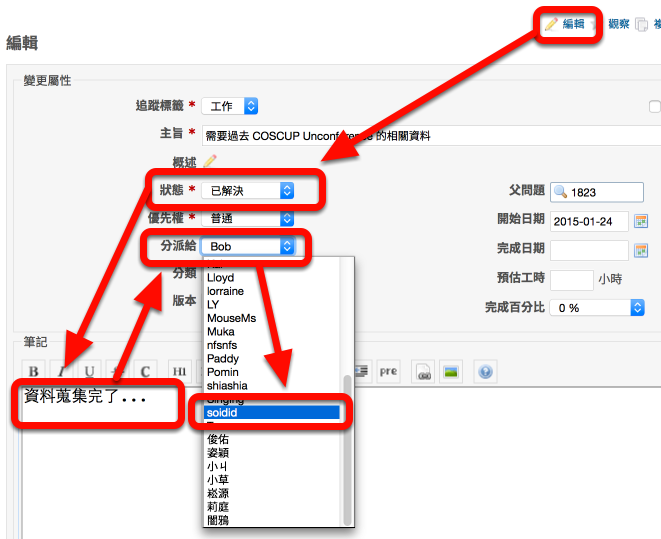 編輯 觀察
編輯
變更屬性
追蹤標籤 * 工作
主旨 * 需要過去 COSCUP Unconference 的相關資料
概述
狀態 * 已解決 父問題 1823
優先權 * 普通 開始日期 2015-01-24
分派給 Bob 完成日期
分類 預估工時 小時
版本 完成百分比 0 %
Lloyd
lorraine
LY
MouseMs
Muka
nfsnfs
Paddy
Pomin
shiashia
Singing
soidid
俊佑
姿穎
小ㄐ
小草
崧源
莉庭
闇鴉
筆記
B I U S C H1 pre
資料蒐集完了...